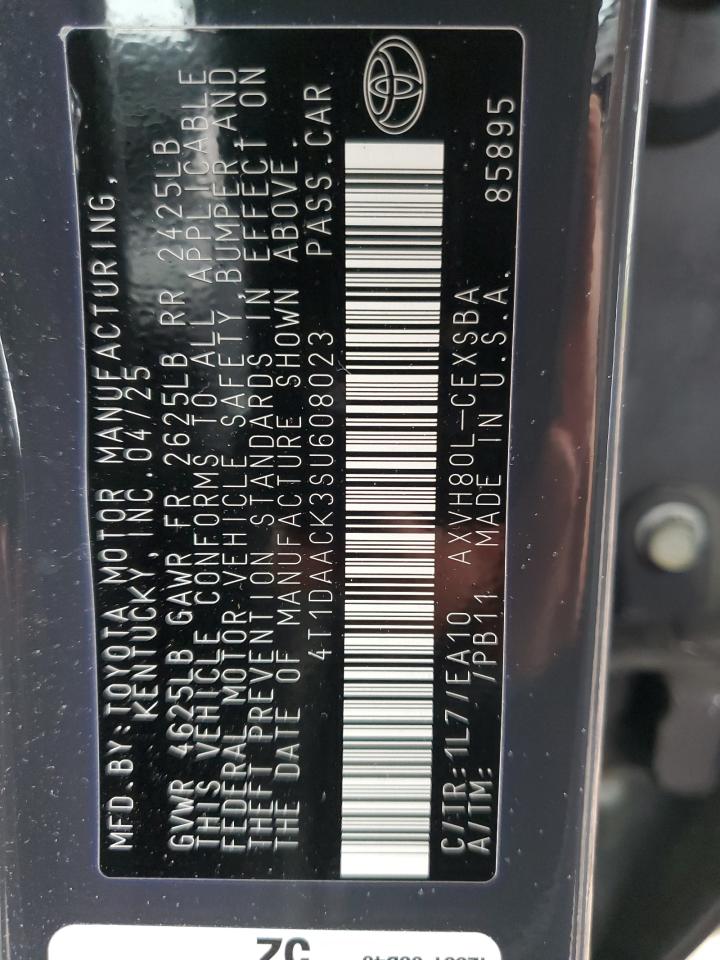 MFD.BY:TOYOTA MOTOR MANUFACTURING,
KENTUCKY,INC.04/25
GVWR 4625LB GAWR FR 2625LB RR 2425LB
THIS VEHICLE CONFORMS TO ALL APPLICABLE
FEDERAL MOTOR VEHICLE SAFETY,BUMPER AND
THEFT PREVENTION STANDARDS IN EFFECT ON
THE DATE OF MANUFACTURE SHOWN ABOVE.
4T1DAACK3SU608023 PASS.CAR
C/TR:1L7/EA10 AXVH80L-CEXSBA 85895
A/TM: /PB11 MADE IN U.S.A.